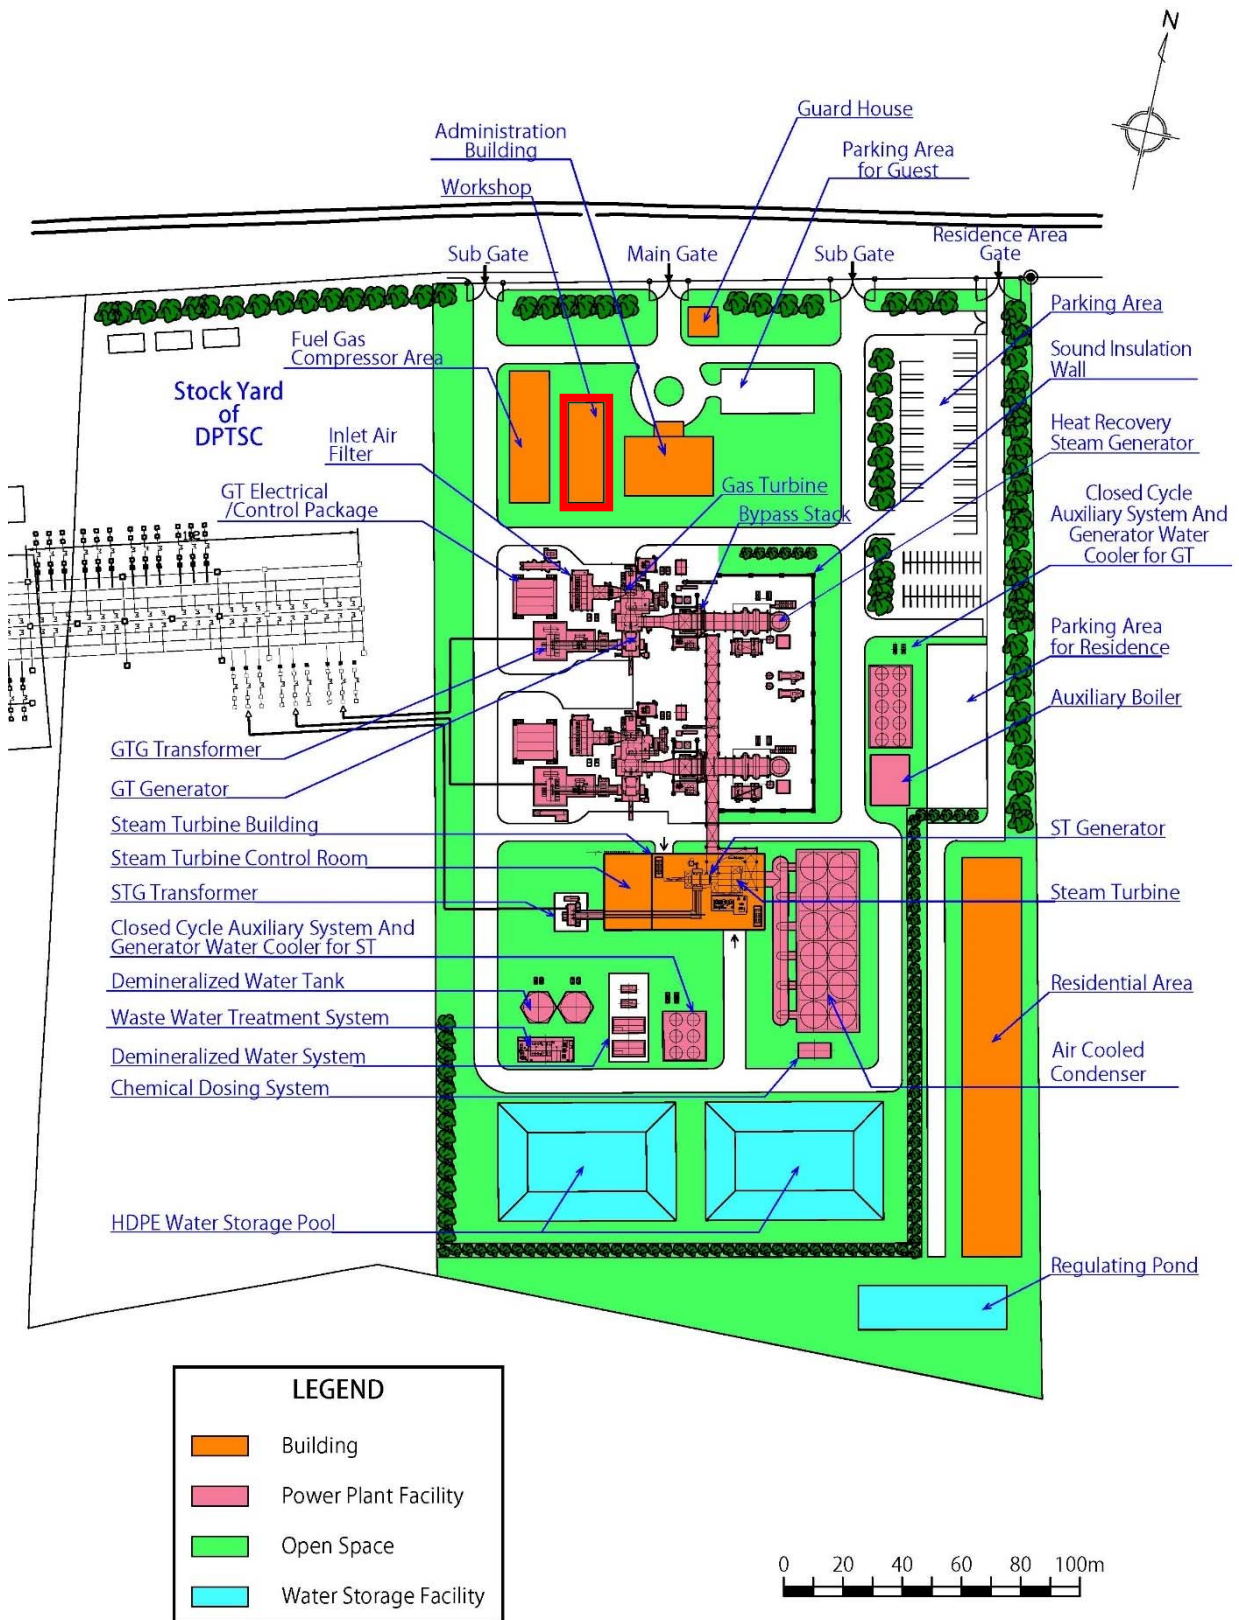 N
Guard House
Administration
Building
Parking Area
for Guest
Workshop
Sub Gate
Main Gate
Sub Gate
Residence Area
Gate
Parking Area
Fuel Gas
Compressor Area
Sound Insulation
Wall
Stock Yard
of
DPTSC
Inlet Air
Filter
Heat Recovery
Steam Generator
GT Electrical
/Control Package
Gas Turbine
Bypass Stack
Closed Cycle
Auxiliary System And
Generator Water
Cooler for GT
Parking Area
for Residence
Auxiliary Boiler
GTG Transformer
GT Generator
Steam Turbine Building
ST Generator
Steam Turbine Control Room
STG Transformer
Steam Turbine
Closed Cycle Auxiliary System And
Generator Water Cooler for ST
Demineralized Water Tank
Residential Area
Waste Water Treatment System
Demineralized Water System
Air Cooled
Condenser
Chemical Dosing System
HDPE Water Storage Pool
Regulating Pond
LEGEND
Building
Power Plant Facility
Open Space
Water Storage Facility
0 20 40 60 80 100m